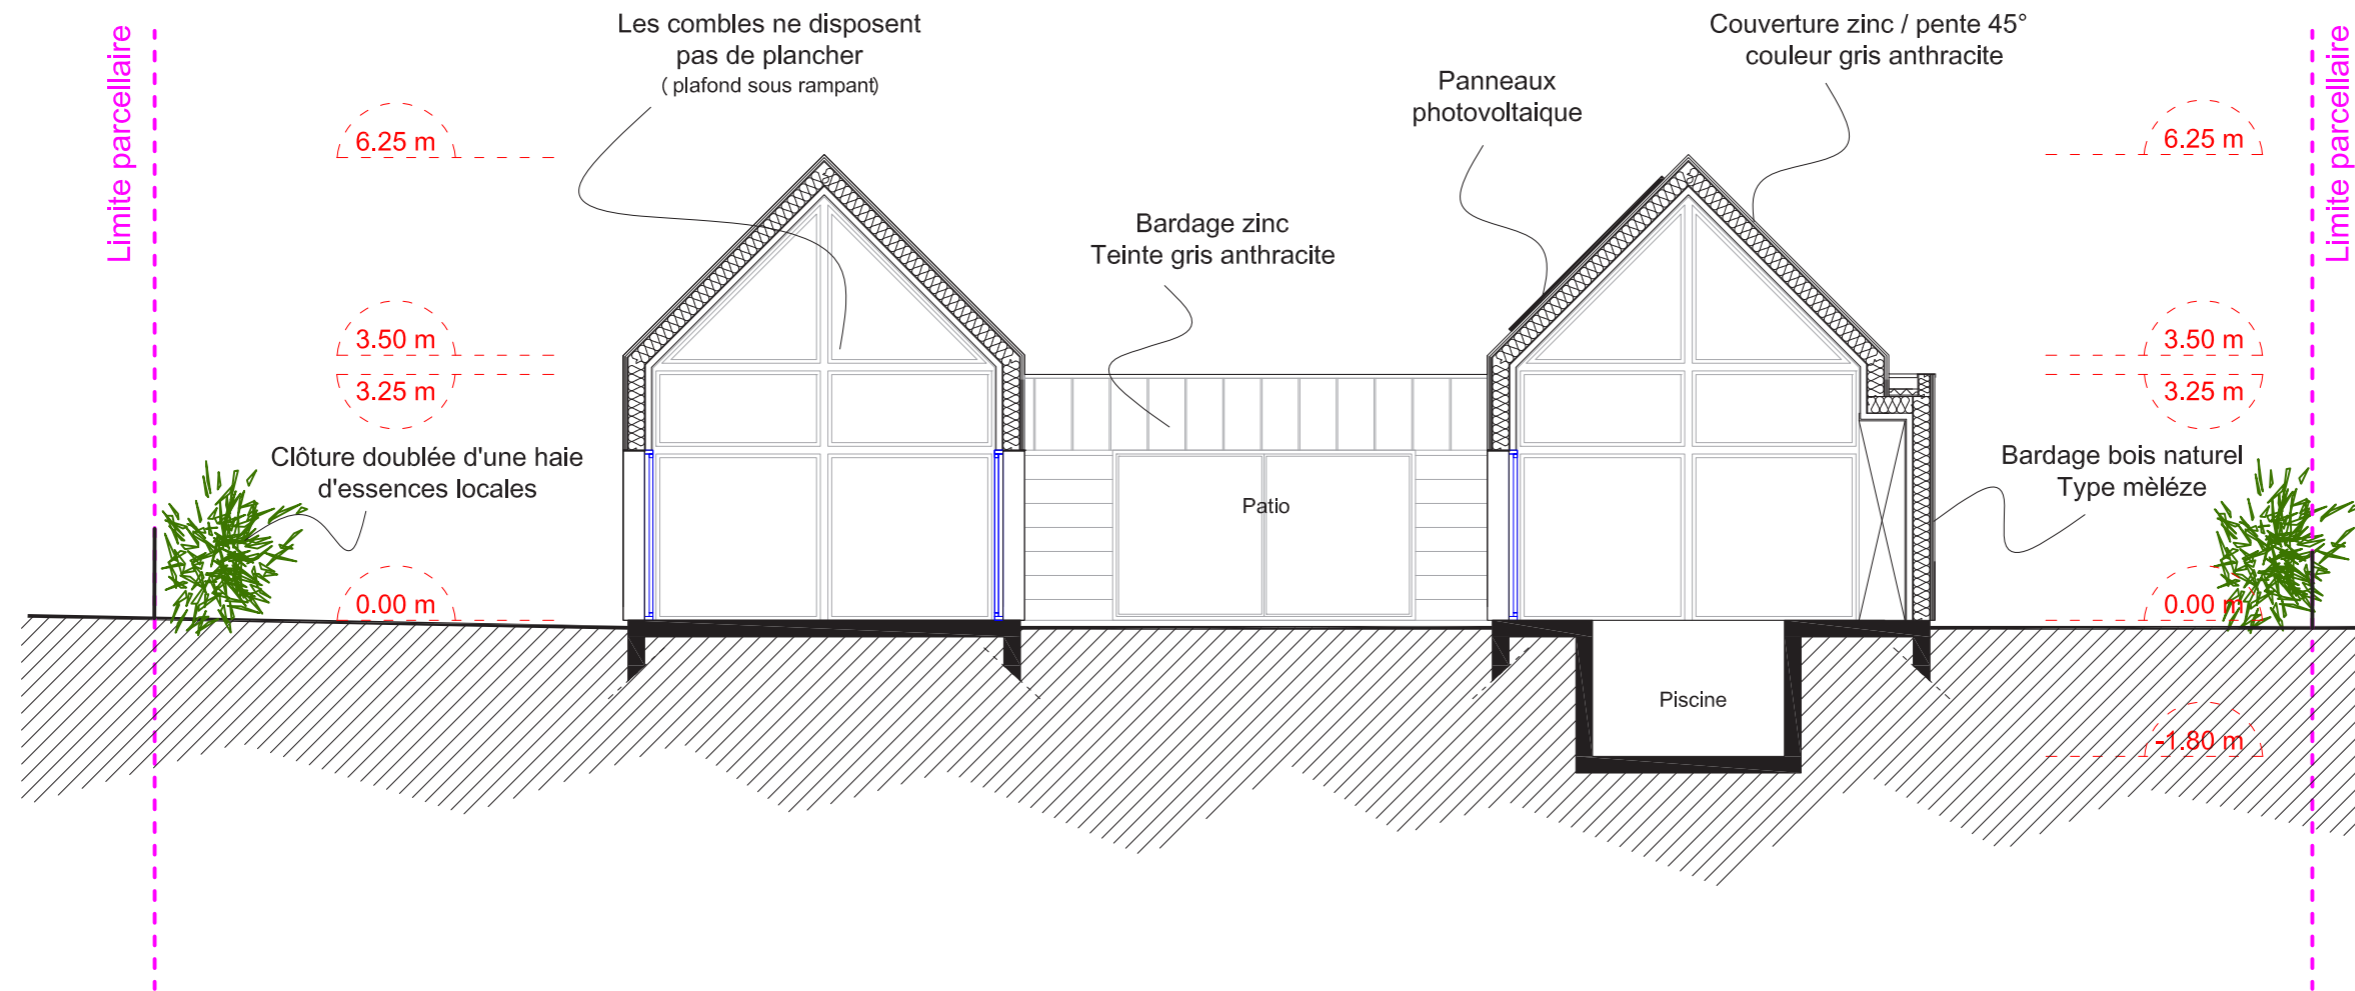 Limite parcellaire
Les combles ne disposent
pas de plancher
( plafond sous rampant)
Couverture zinc / pente 45°
couleur gris anthracite
Limite parcellaire
Panneaux
photovoltaique
6.25 m
6.25 m
Bardage zinc
Teinte gris anthracite
3.50 m
3.50 m
3.25 m
3.25 m
Clôture doublée d'une haie
d'essences locales
Bardage bois naturel
Type mèléze
Patio
0.00 m
0.00 m
Piscine
-1.80 m